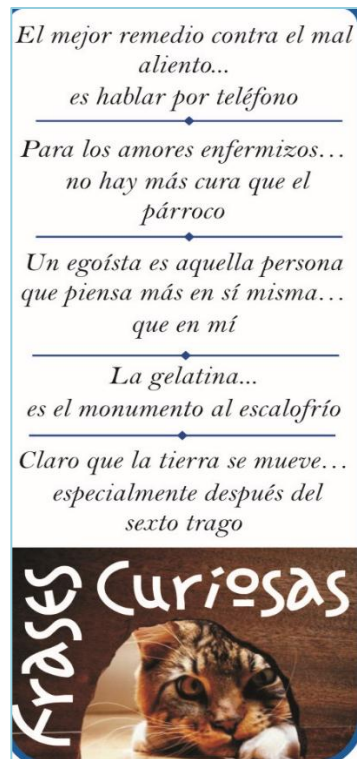 El mejor remedio contra el mal
aliento...
es hablar por teléfono
Para los amores enfermizos...
no hay más cura que el
párroco
Un egoísta es aquella persona
que piensa más en sí misma...
que en mí
La gelatina...
es el monumento al escalofrío
Claro que la tierra se mueve...
especialmente después del
sexto trago
Frases Curiosas